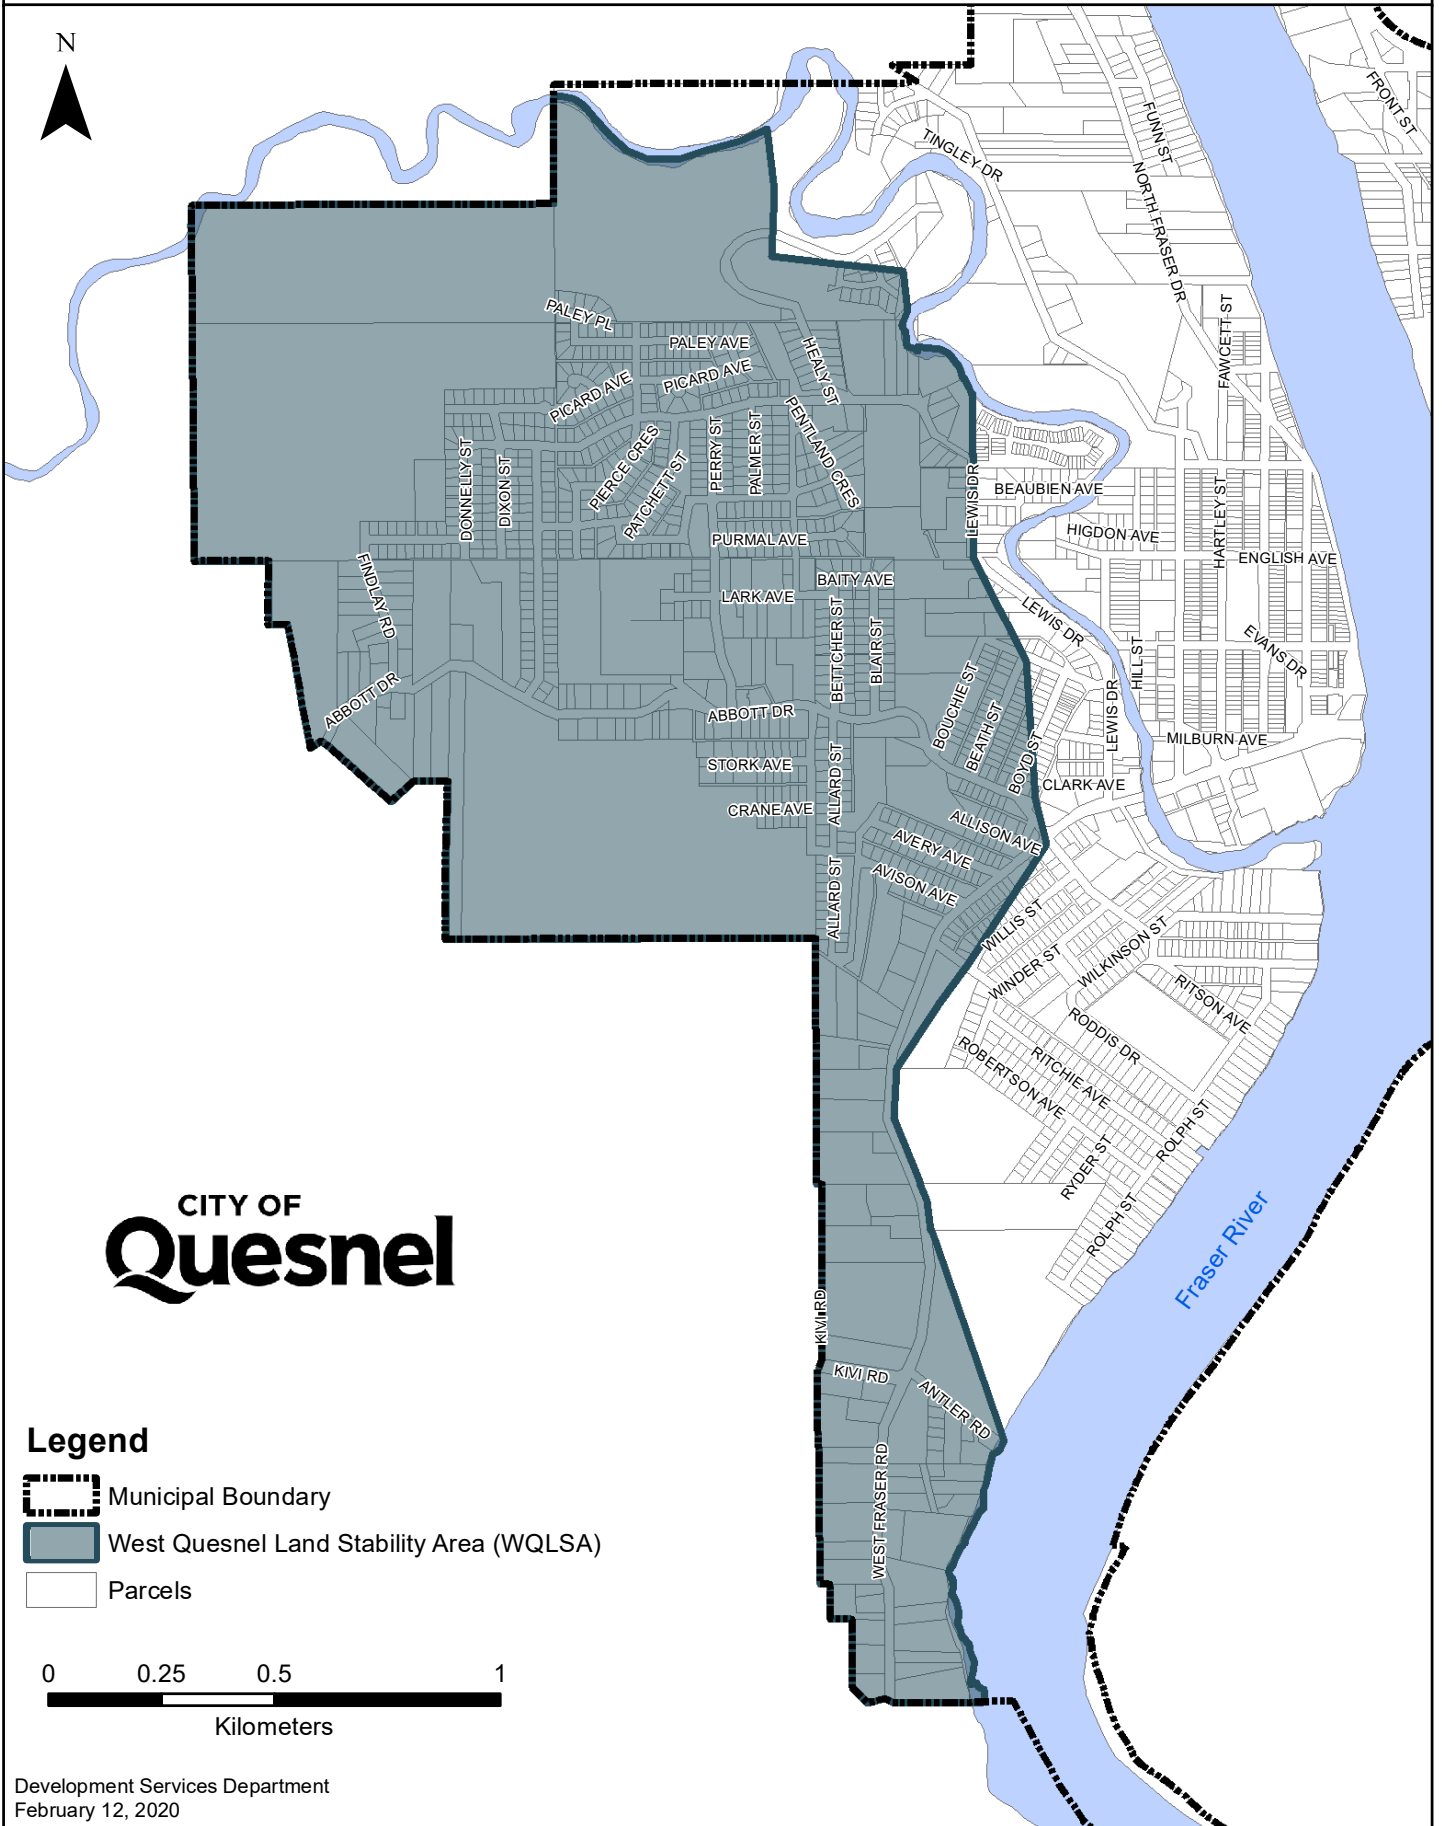 N
FRONT ST
FUNN ST
TINGLEY DR
NORTH FRASER DR
PALEY PL
PALEY AVE
HEALY ST
FAWCETT ST
PICARD AVE
PICARD AVE
PENTLAND CRES
PERRY ST
PALMER ST
PIERCE CRES
PATCHETT ST
DONNELLY ST
DIXON ST
LEWIS DR
BEAUBIEN AVE
HARTLEY ST
HIGDON AVE
PURMAL AVE
ENGLISH AVE
FINDLAY RD
BAITY AVE
LARK AVE
LEWIS DR
BETTCHER ST
BLAIR ST
HILL ST
EVANS DR
ABBOTT DR
ABBOTT DR
BOUCHIE ST
BEATH ST
BOYD ST
LEWIS DR
MILBURN AVE
STORK AVE
ALLARD ST
CLARK AVE
CRANE AVE
ALLISON AVE
AVERY AVE
AVISON AVE
ALLARD ST
WILLIS ST
WINDER ST
WILKINSON ST
RITSON AVE
RODDIS DR
ROBERTSON AVE
RITCHIE AVE
ROLPH ST
RYDER ST
ROLPH ST
Fraser River
CITY OF
Quesnel
KIVI RD
KIVI RD
ANTLER RD
WEST FRASER RD
Legend
Municipal Boundary
West Quesnel Land Stability Area (WQLSA)
Parcels
0 0.25 0.5 1
Kilometers
Development Services Department
February 12, 2020